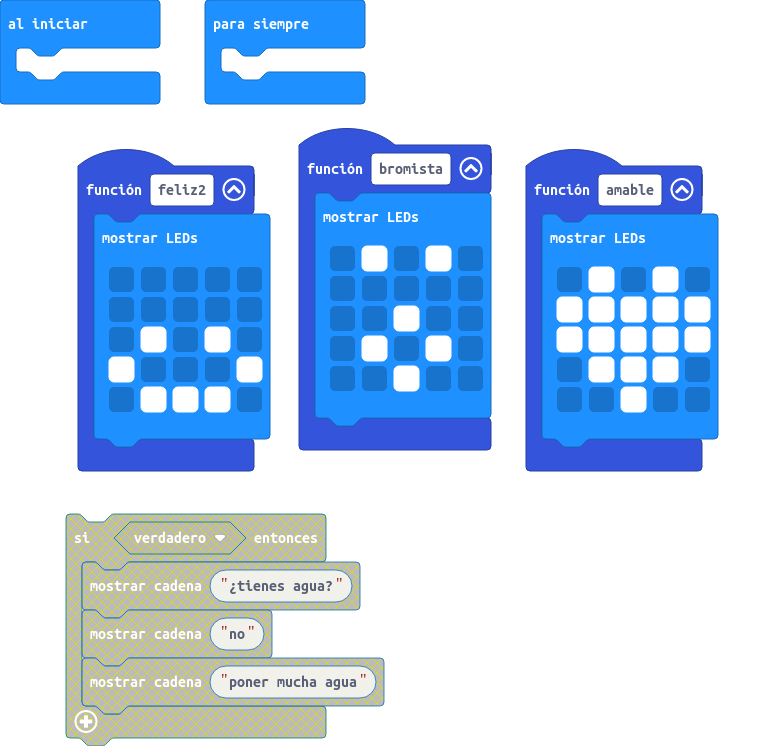 al iniciar
para siempre
función feliz2
mostrar LEDs
función bromista
mostrar LEDs
función amable
mostrar LEDs
si verdadero entonces
mostrar cadena "¿tienes agua?"
mostrar cadena "no"
mostrar cadena "poner mucha agua"